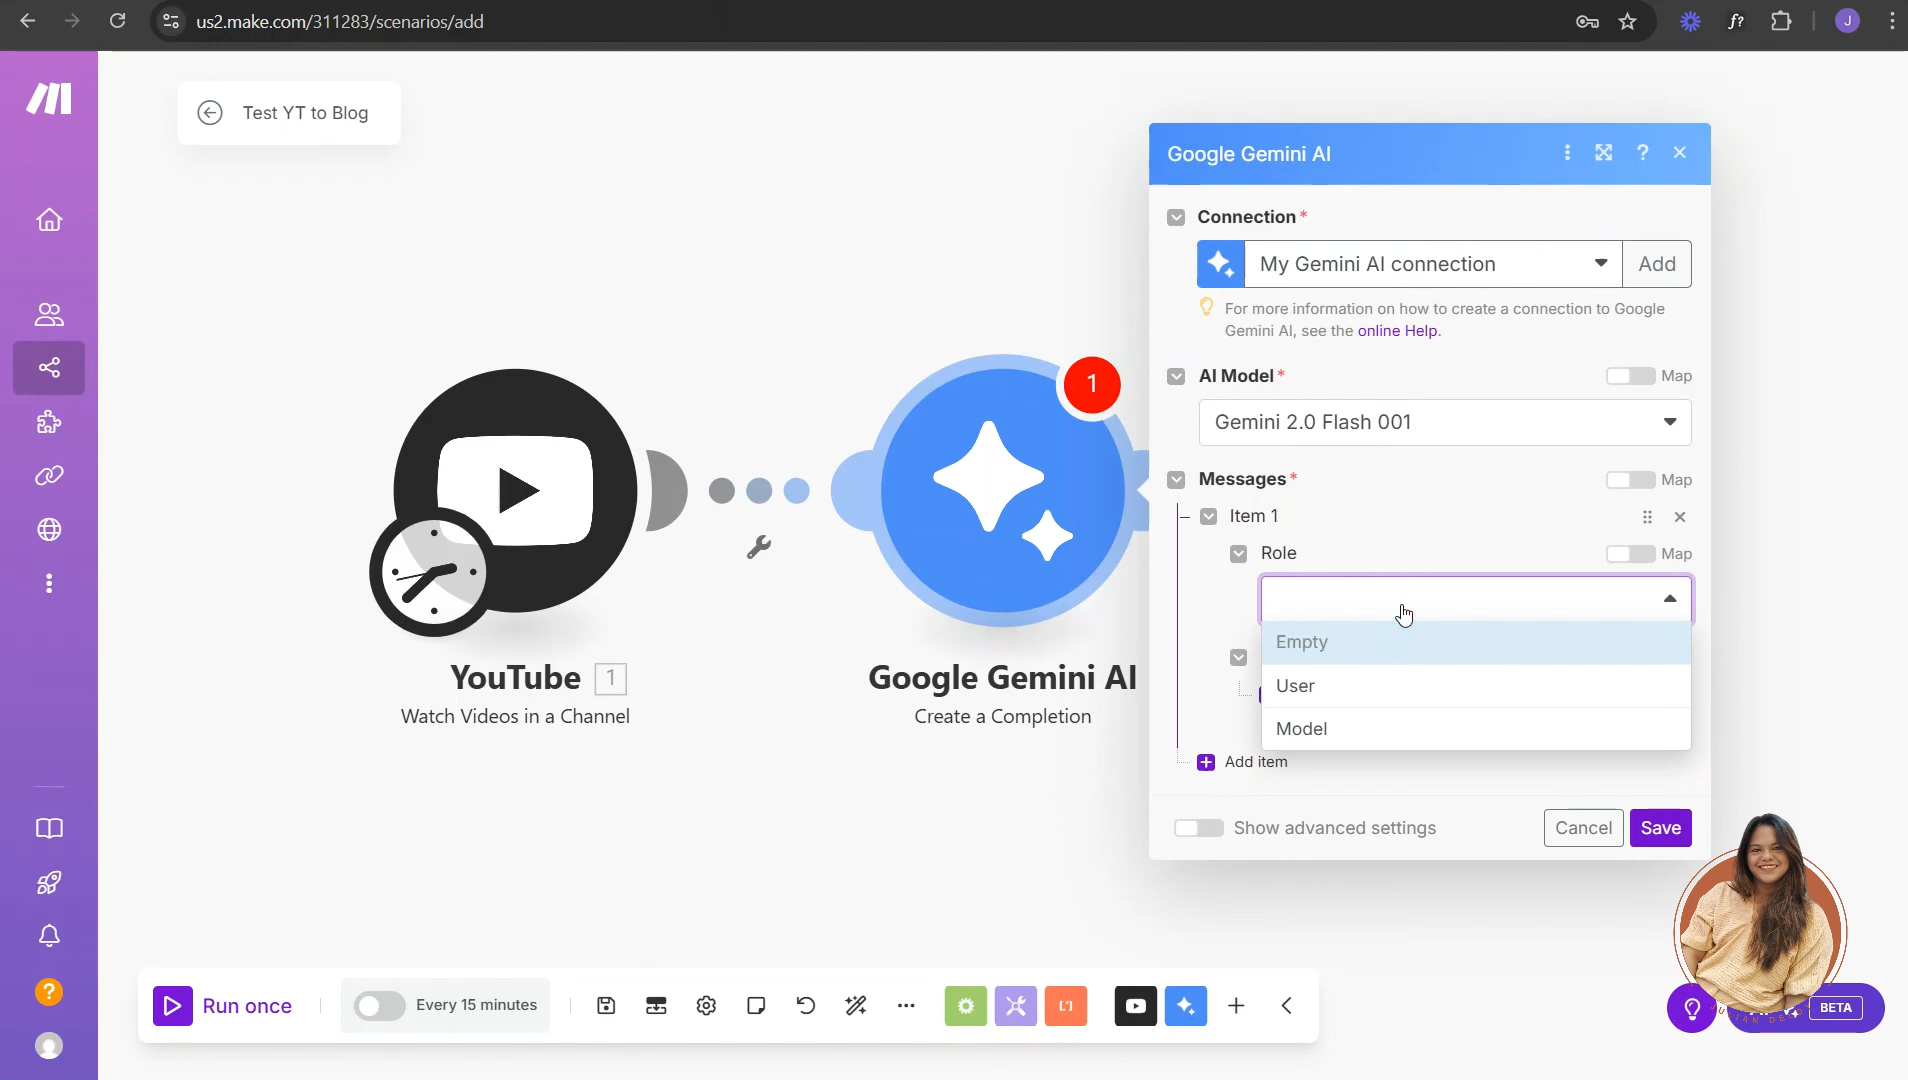 us2.make.com/311283/scenarios/add
f?
J
Test YT to Blog
Google Gemini AI
?
Connection *
My Gemini AI connection
Add
For more information on how to create a connection to Google
Gemini AI, see the online Help.
AI Model *
Map
Gemini 2.0 Flash 001
Messages *
Map
Item 1
Role
Map
Empty
User
Model
Add item
Show advanced settings
Cancel
Save
1
YouTube 1
Watch Videos in a Channel
Google Gemini AI
Create a Completion
?
Run once
Every 15 minutes
BETA